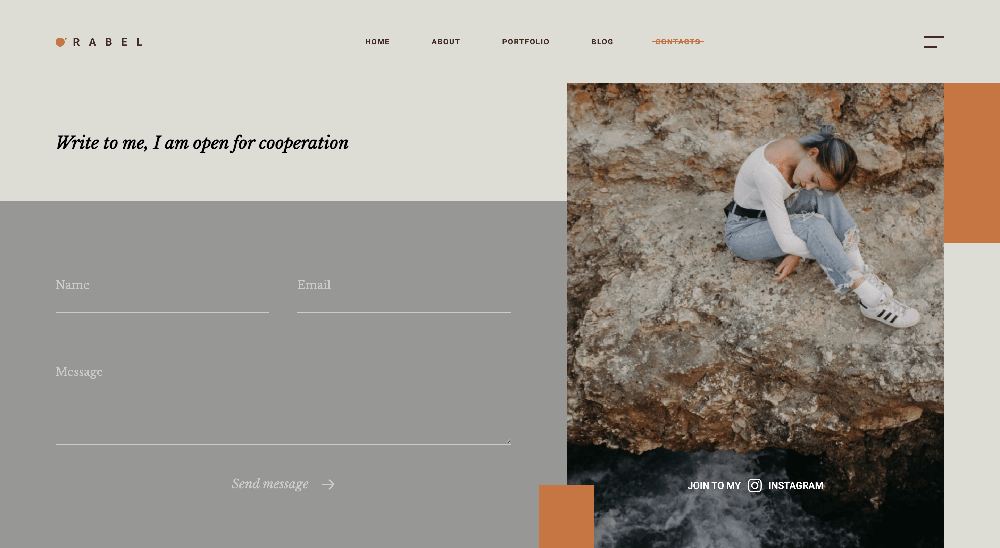 O'RABEL
HOME
ABOUT
PORTFOLIO
BLOG
CONTACTS
Write to me, I am open for cooperation
Name
Email
Message
Send message
JOIN TO MY INSTAGRAM